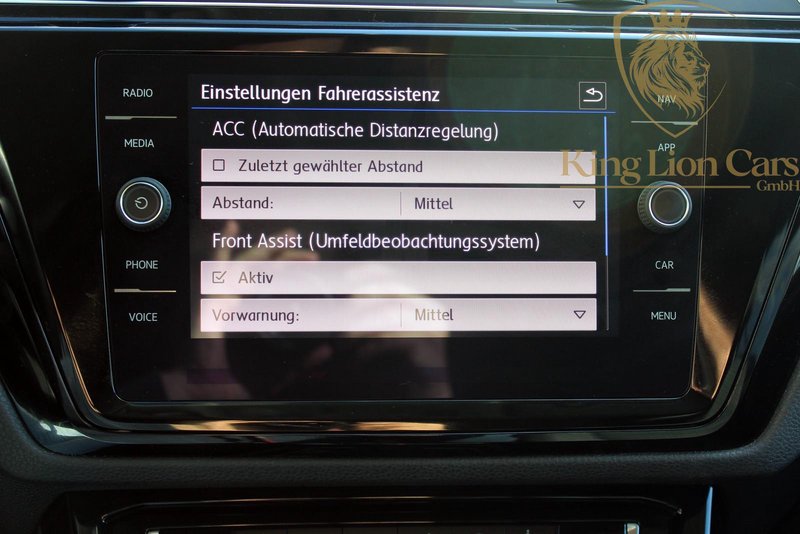 RADIO
MEDIA
PHONE
VOICE
Einstellungen Fahrerassistenz
ACC (Automatische Distanzregelung)
Zuletzt gewählter Abstand
Abstand: Mittel
Front Assist (Umfeldbeobachtungssystem)
Aktiv
Vorwarnung: Mittel
NAV
APP
CAR
MENU
King Lion Cars
GmbH